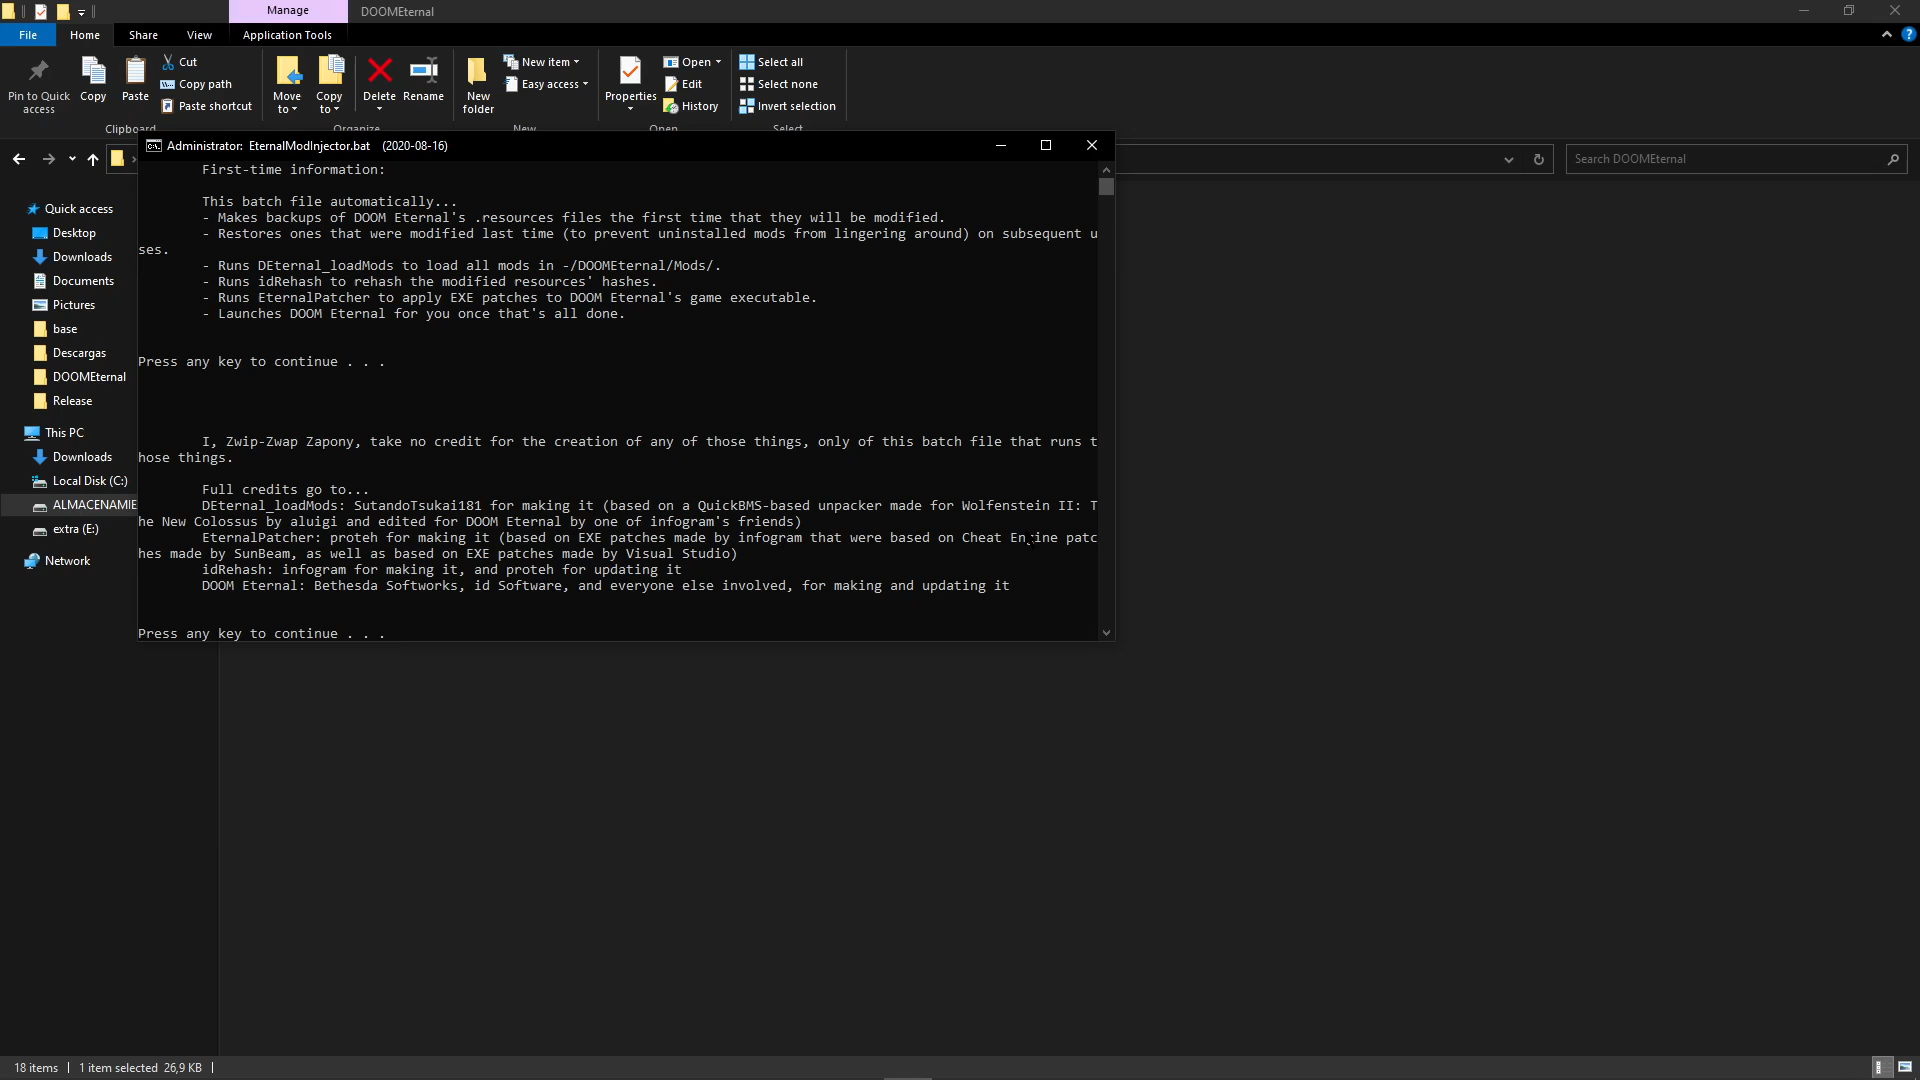 Manage
DOOMEternal
File
Home
Share
View
Application Tools
Pin to Quick
access
Copy
Paste
Cut
Copy path
Paste shortcut
Clipboard
Move
to
Copy
to
Delete
Rename
Organize
New
folder
New item
Easy access
New
Properties
Open
Edit
History
Open
Select all
Select none
Invert selection
Select
Search DOOMEternal
Quick access
Desktop
Downloads
Documents
Pictures
base
Descargas
DOOMEternal
Release
This PC
Downloads
Local Disk (C:)
ALMACENAMIE
extra (E:)
Network
Administrator:  EternalModInjector.bat   (2020-08-16)
First-time information:
This batch file automatically...
- Makes backups of DOOM Eternal's .resources files the first time that they will be modified.
- Restores ones that were modified last time (to prevent uninstalled mods from lingering around) on subsequent u
ses.
- Runs DEternal_loadMods to load all mods in -/DOOMEternal/Mods/.
- Runs idRehash to rehash the modified resources' hashes.
- Runs EternalPatcher to apply EXE patches to DOOM Eternal's game executable.
- Launches DOOM Eternal for you once that's all done.
Press any key to continue . . .
I, Zwip-Zwap Zapony, take no credit for the creation of any of those things, only of this batch file that runs t
hose things.
Full credits go to...
DEternal_loadMods: SutandoTsukai181 for making it (based on a QuickBMS-based unpacker made for Wolfenstein II: T
he New Colossus by aluigi and edited for DOOM Eternal by one of infogram's friends)
EternalPatcher: proteh for making it (based on EXE patches made by infogram that were based on Cheat Engine patc
hes made by SunBeam, as well as based on EXE patches made by Visual Studio)
idRehash: infogram for making it, and proteh for updating it
DOOM Eternal: Bethesda Softworks, id Software, and everyone else involved, for making and updating it
Press any key to continue . . .
18 items
1 item selected  26,9 KB